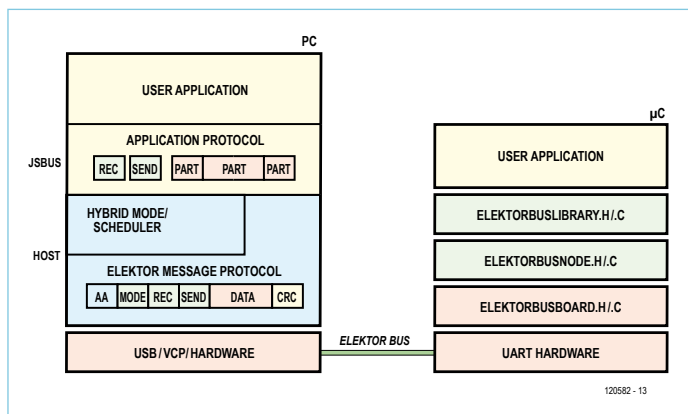 PC
USER APPLICATION
APPLICATION PROTOCOL
JSBUS
REC SEND PART PART PART
HYBRID MODE/
SCHEDULER
HOST
ELEKTOR MESSAGE PROTOCOL
AA MODE REC SEND DATA CRC
USB/VCP/HARDWARE
ELEKTOR BUS
µC
USER APPLICATION
ELEKTORBUSLIBRARY.H/.C
ELEKTORBUSNODE.H/.C
ELEKTORBUSBOARD.H/.C
UART HARDWARE
120582 - 13